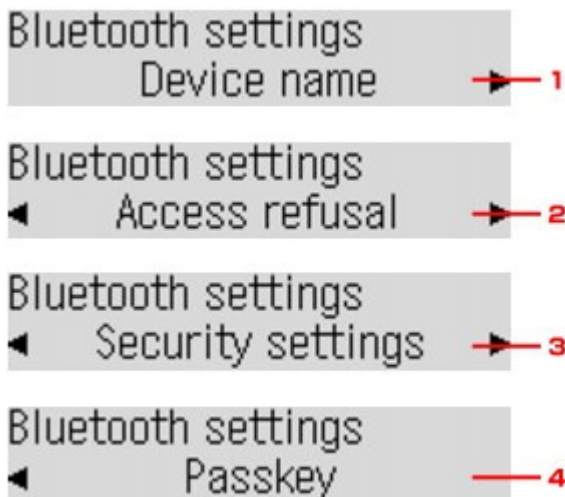 Bluetooth settings
Device name ► 1
Bluetooth settings
◄ Access refusal ► 2
Bluetooth settings
◄ Security settings ► 3
Bluetooth settings
◄ Passkey 4